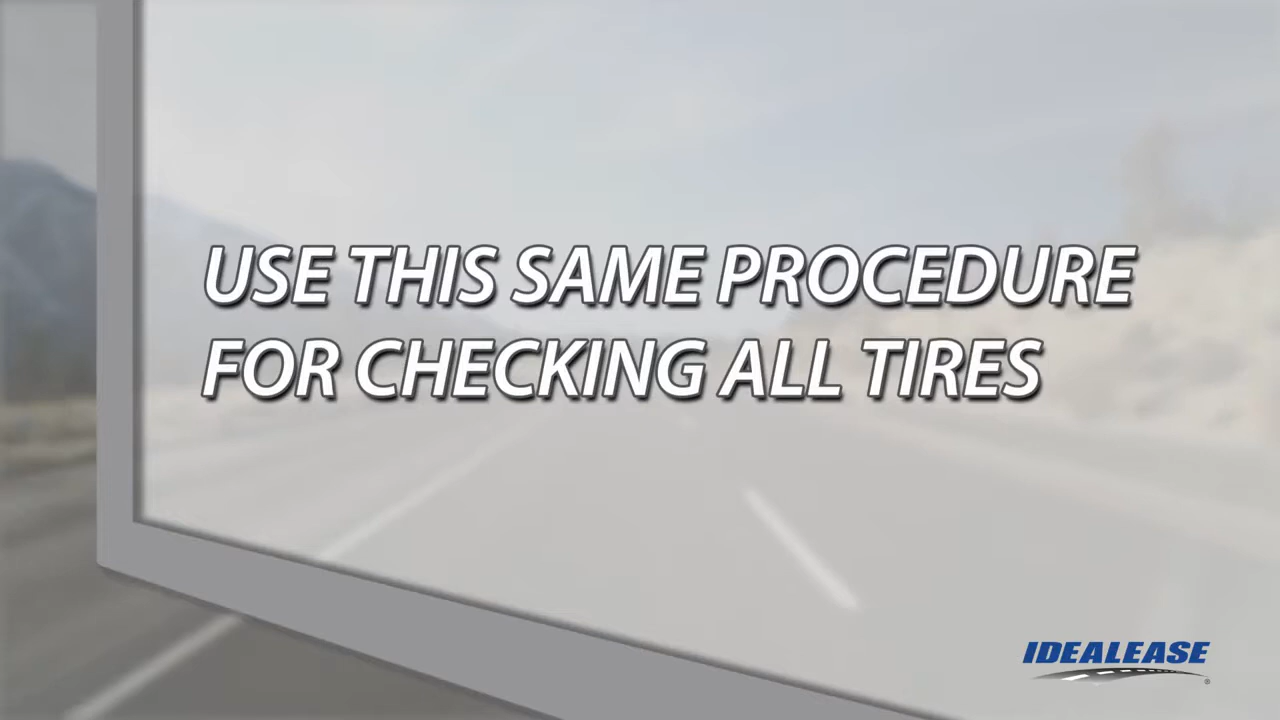 USE THIS SAME PROCEDURE
FOR CHECKING ALL TIRES
IDEALEASE
®